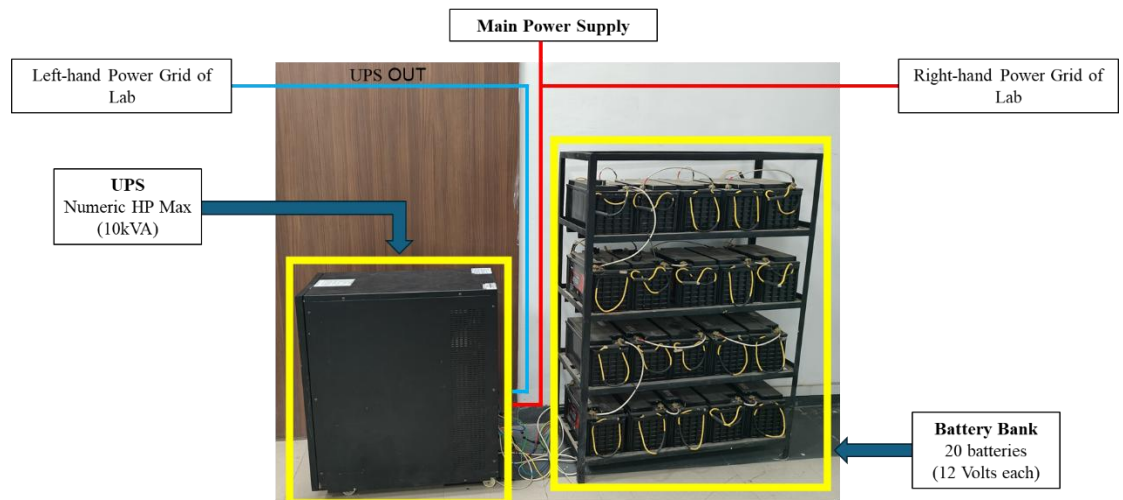 Main Power Supply
Left-hand Power Grid of
Lab
UPS OUT
Right-hand Power Grid of
Lab
UPS
Numeric HP Max
(10kVA)
Battery Bank
20 batteries
(12 Volts each)